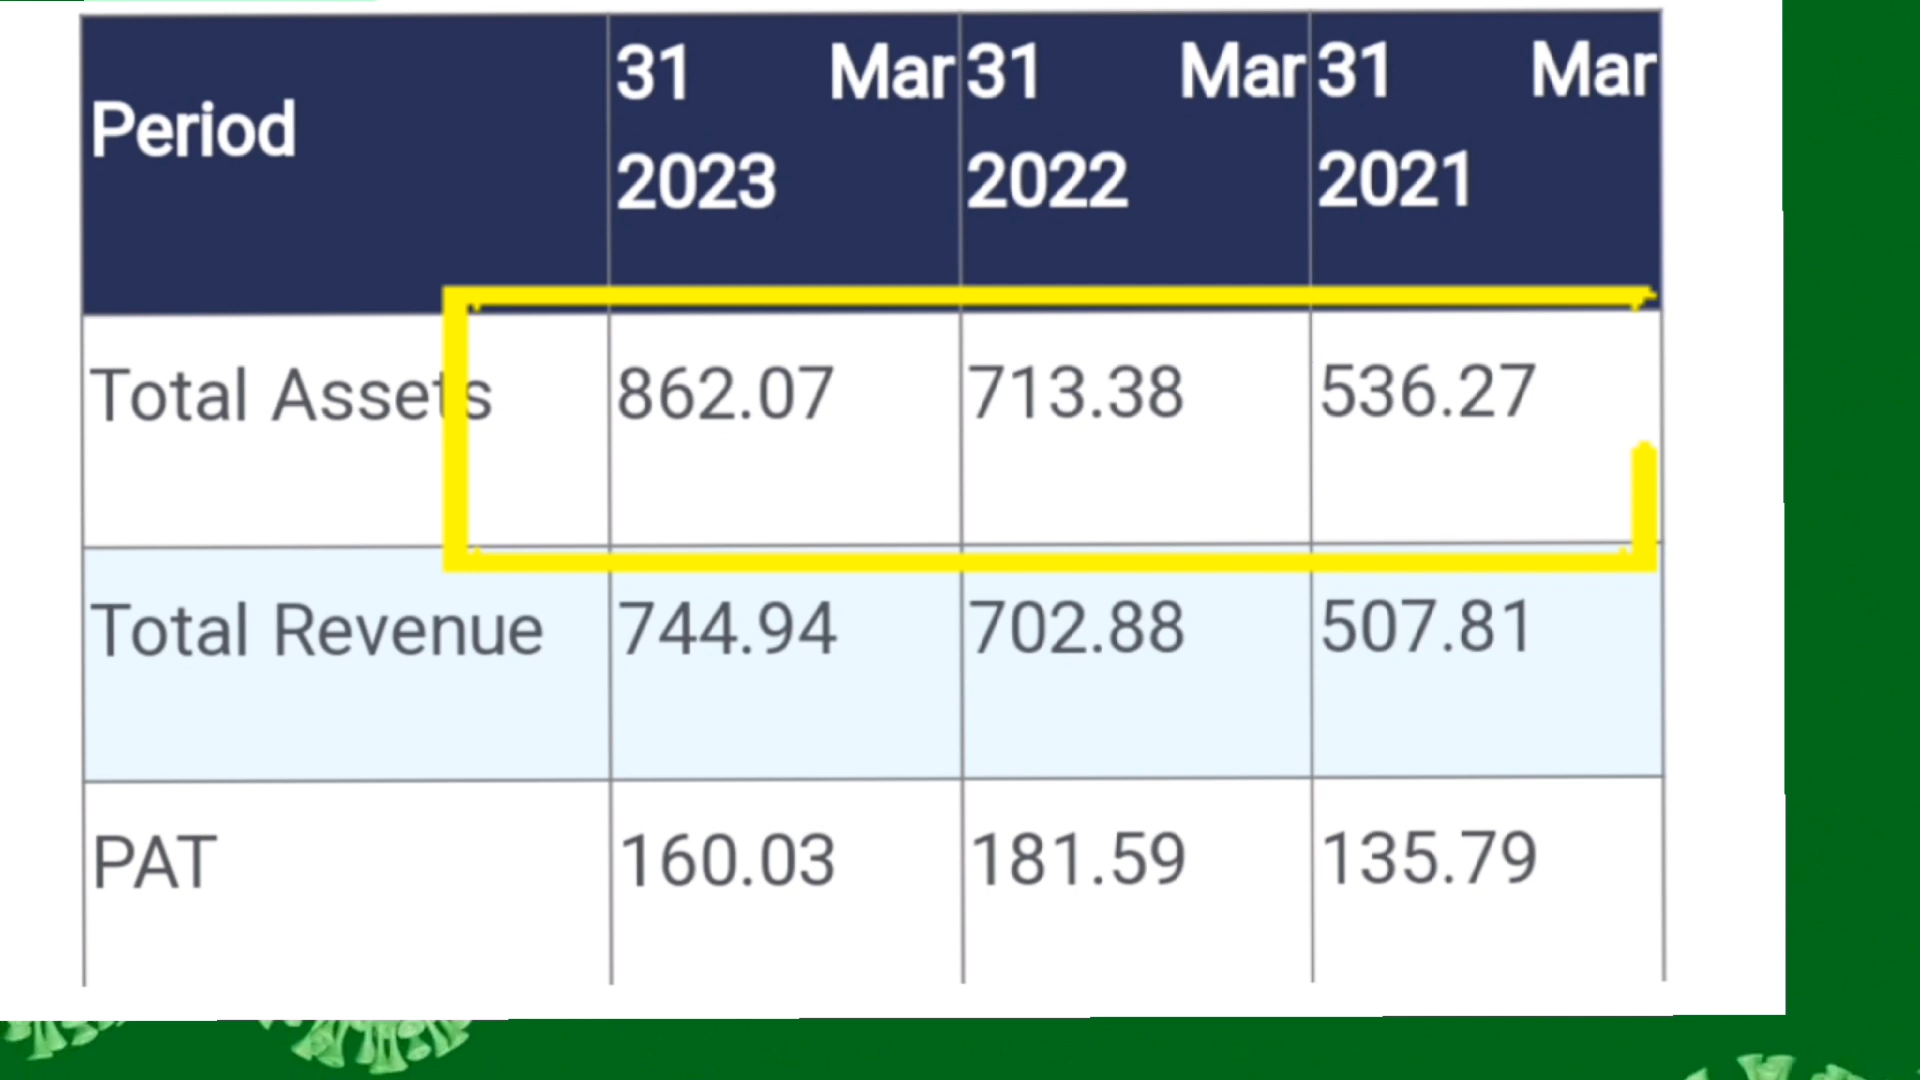 Period 31 Mar 2023 31 Mar 2022 31 Mar 2021
Total Assets 862.07 713.38 536.27
Total Revenue 744.94 702.88 507.81
PAT 160.03 181.59 135.79